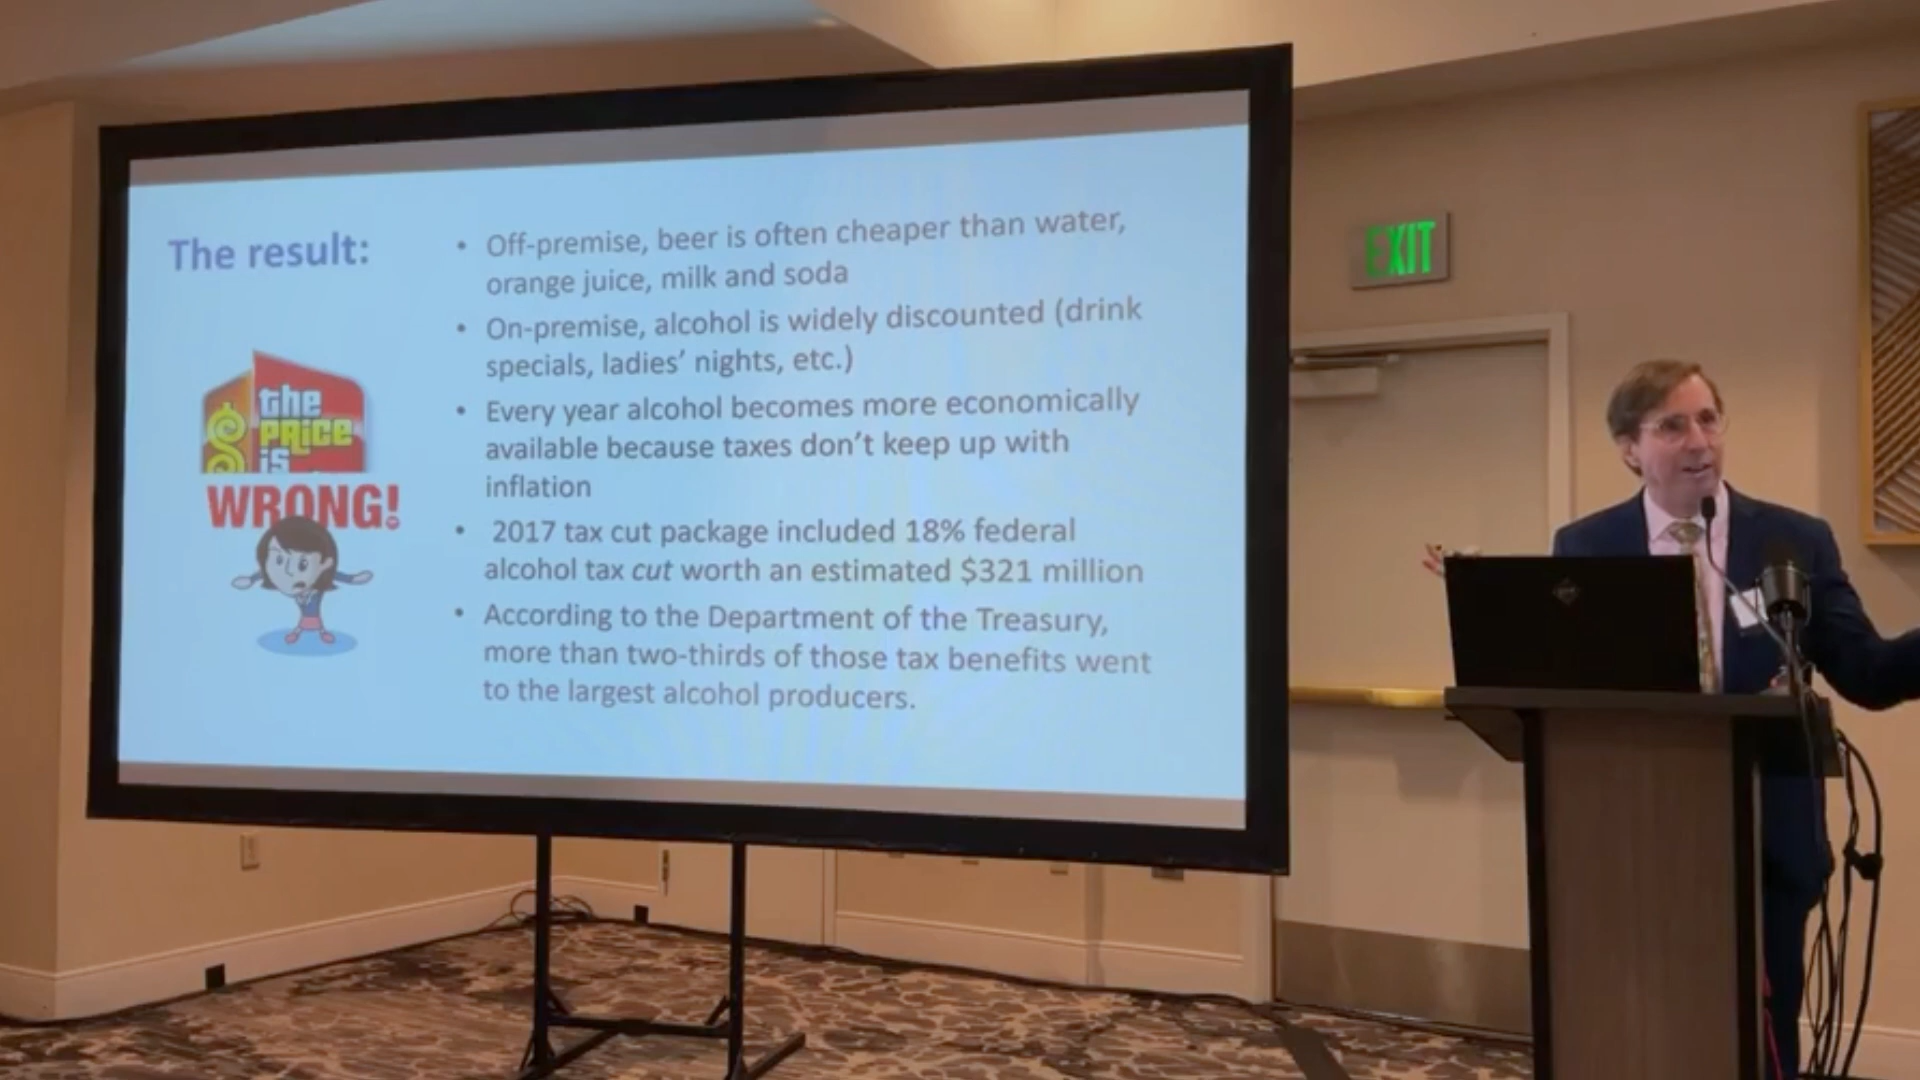 The result:
the
PRiCe
iS
WRONG!
• Off-premise, beer is often cheaper than water,
orange juice, milk and soda
• On-premise, alcohol is widely discounted (drink
specials, ladies’ nights, etc.)
• Every year alcohol becomes more economically
available because taxes don’t keep up with
inflation
• 2017 tax cut package included 18% federal
alcohol tax cut worth an estimated $321 million
• According to the Department of the Treasury,
more than two-thirds of those tax benefits went
to the largest alcohol producers.
EXIT